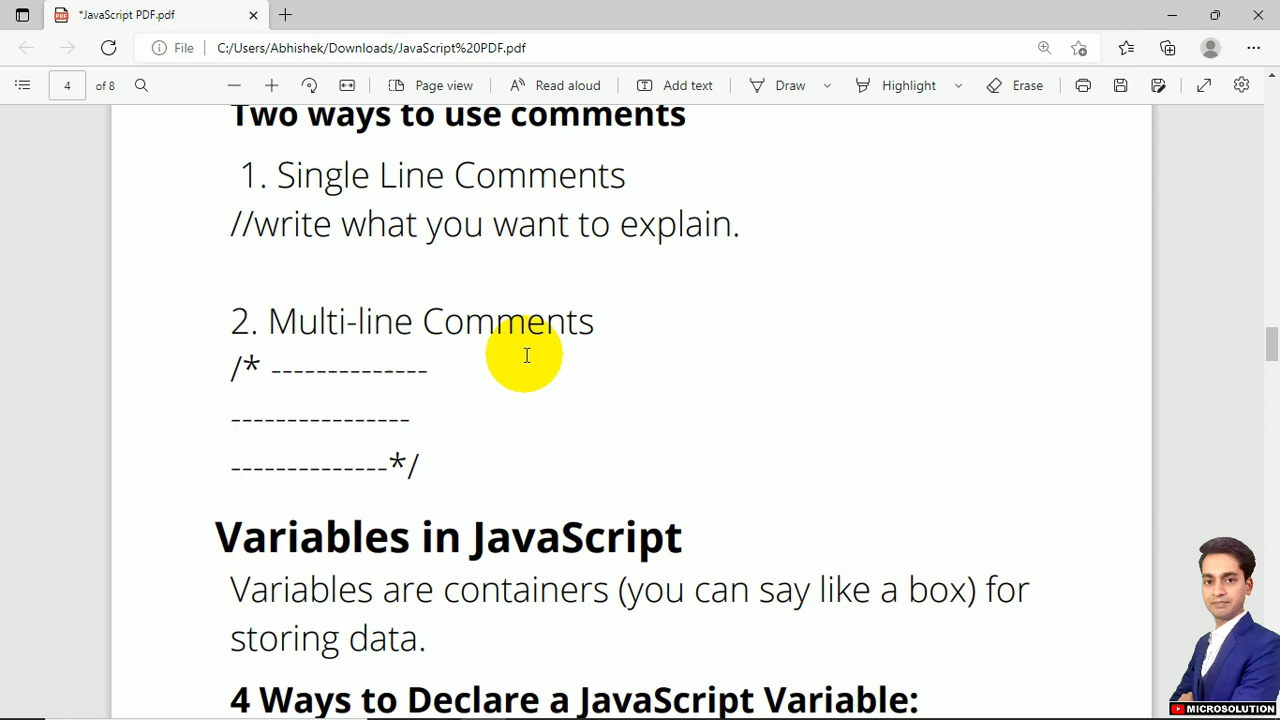 *JavaScript PDF.pdf
File
C:/Users/Abhishek/Downloads/JavaScript%20PDF.pdf
4 of 8
Page view
Read aloud
Add text
Draw
Highlight
Erase
Two ways to use comments
1. Single Line Comments
//write what you want to explain.
2. Multi-line Comments
/* --------------
----------------
--------------*/
Variables in JavaScript
Variables are containers (you can say like a box) for
storing data.
4 Ways to Declare a JavaScript Variable:
MICROSOLUTION